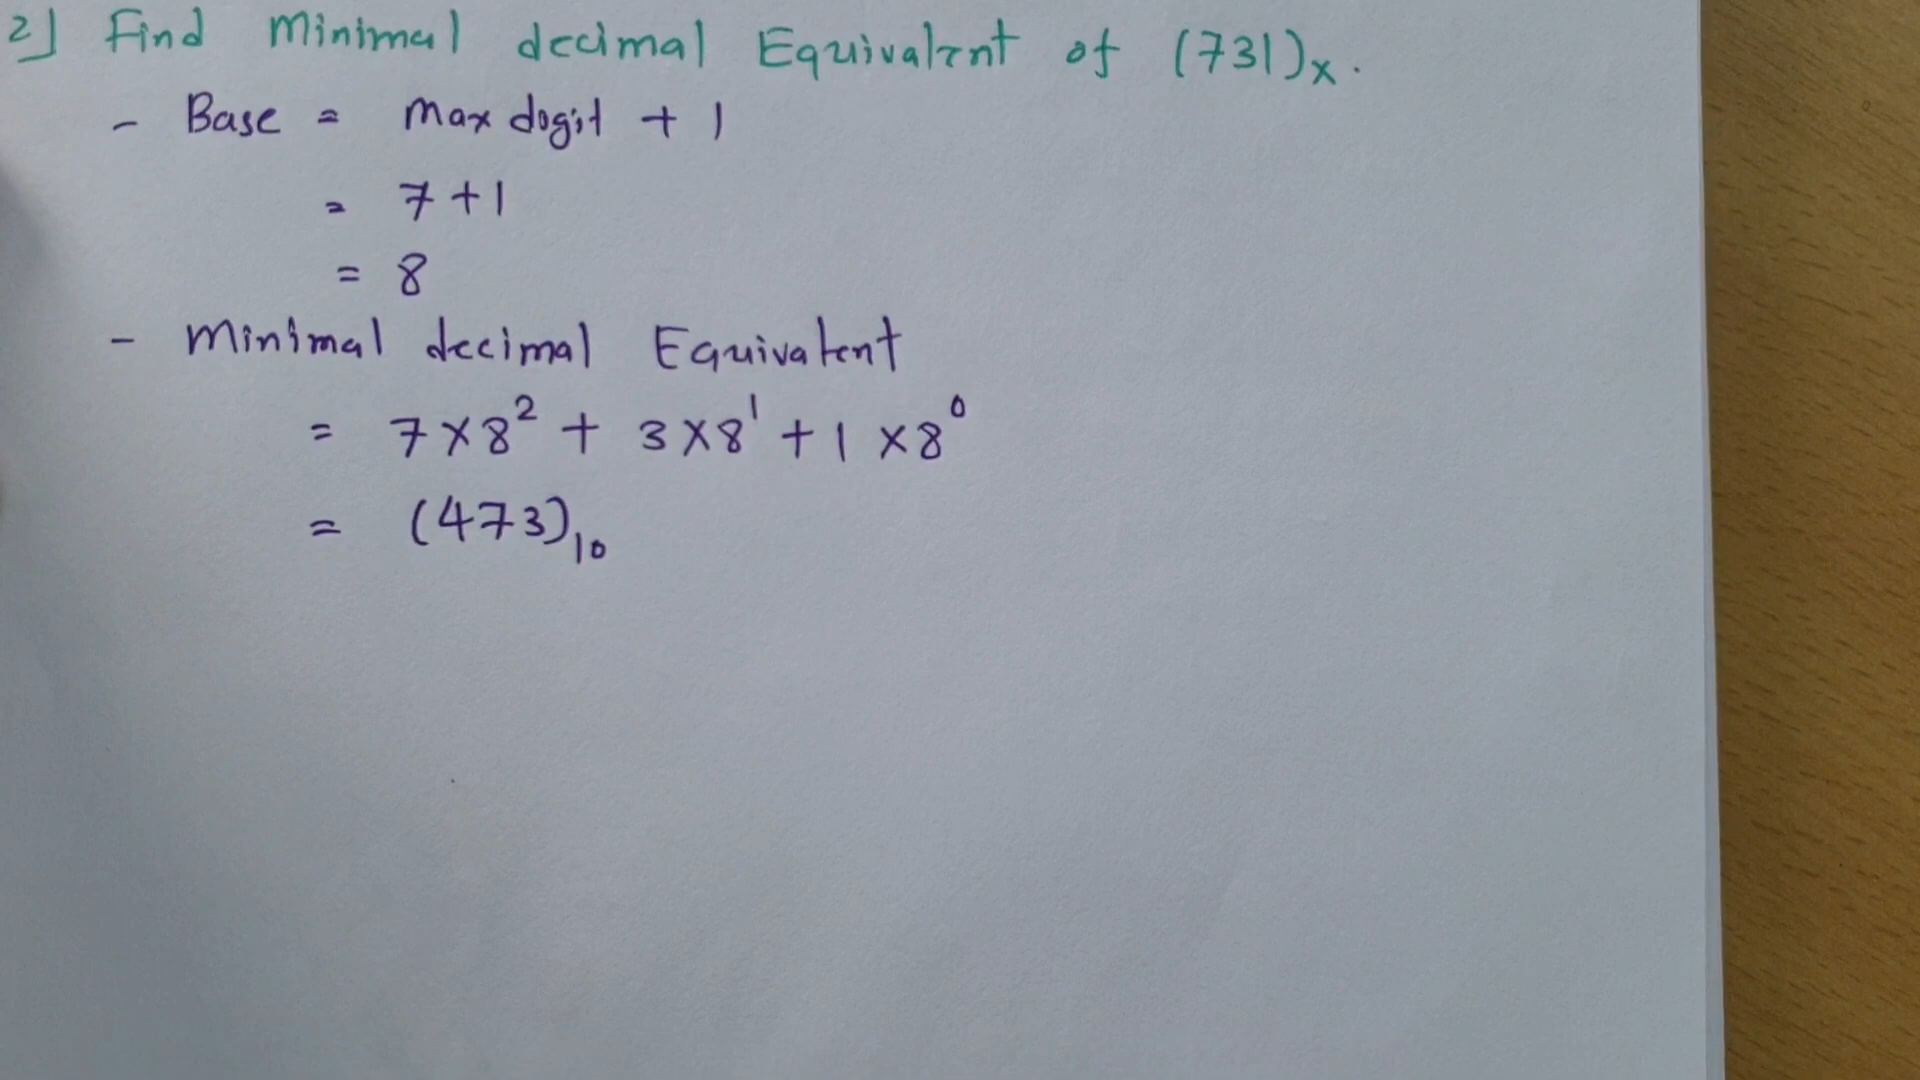 2] Find Minimal decimal Equivalent of (731)x.
- Base = Max dogit + 1
= 7 + 1
= 8
- Minimal decimal Equivalent
= 7 × 8² + 3 × 8¹ + 1 × 8⁰
= (473)₁₀